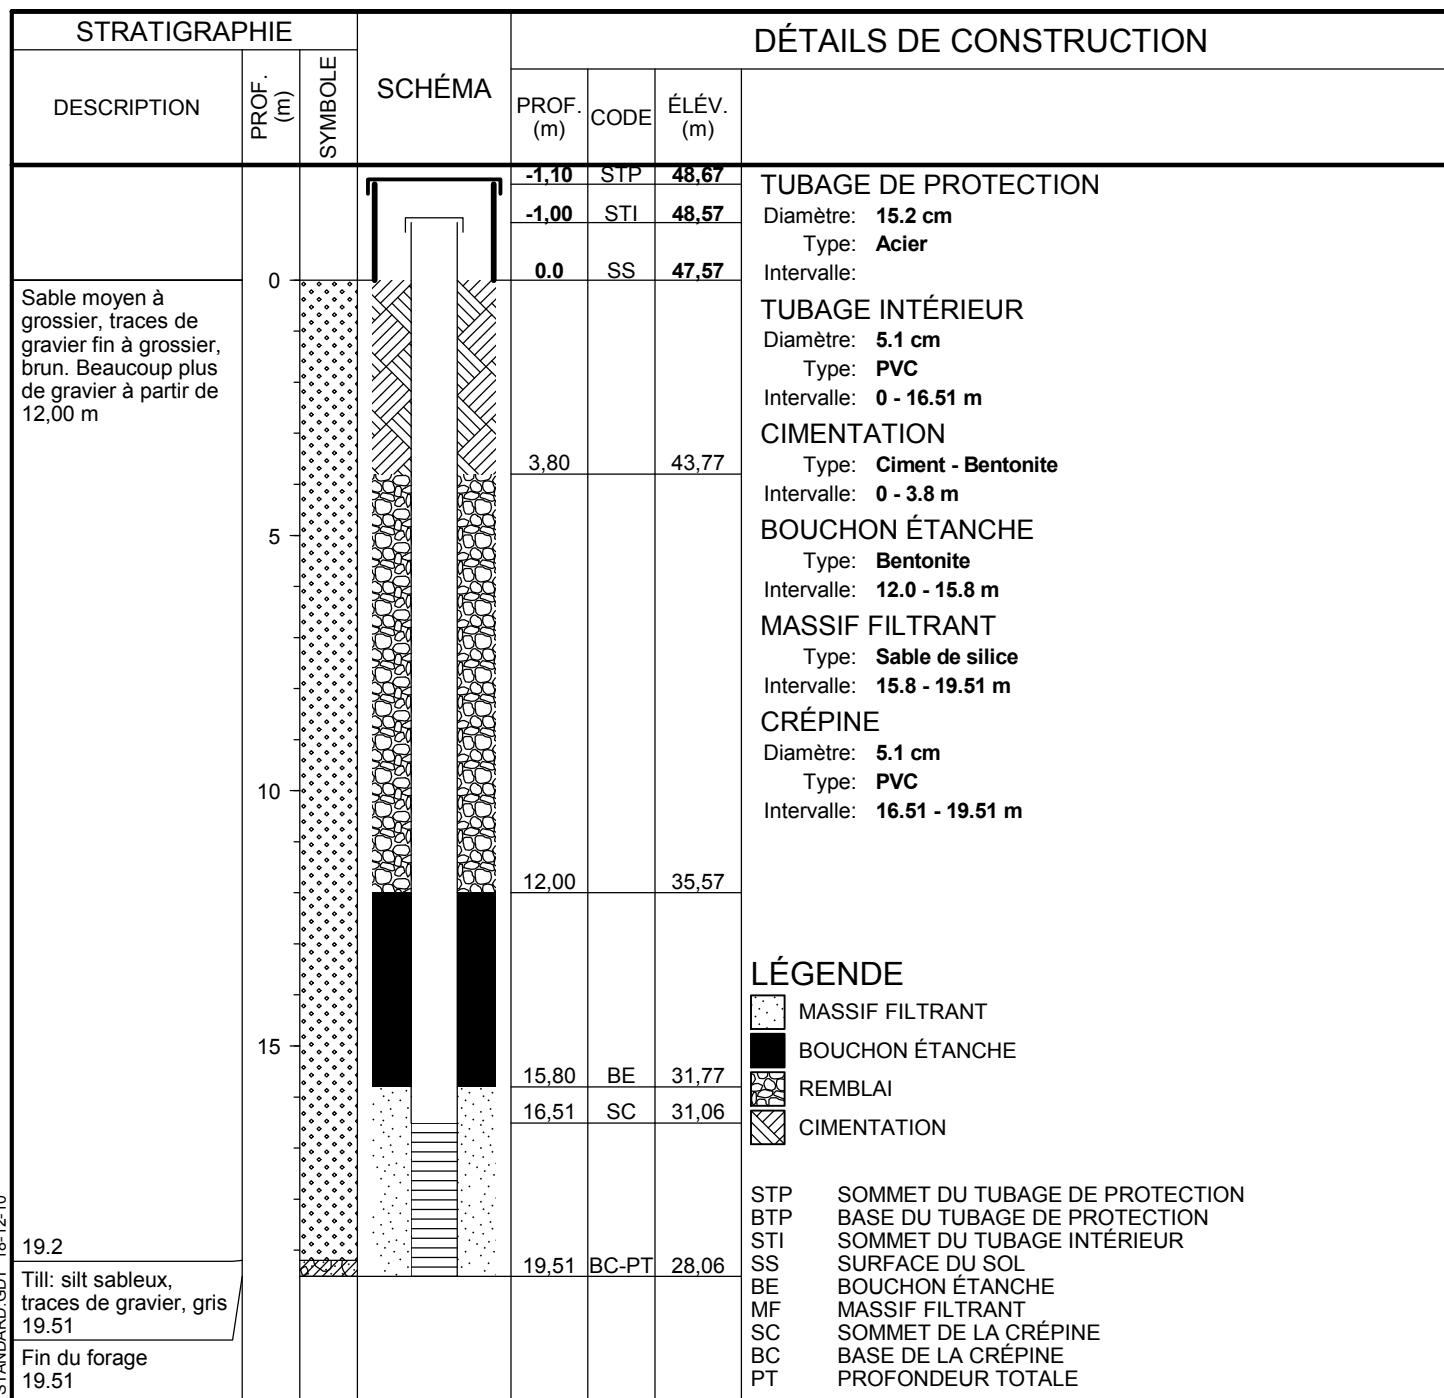 STRATIGRAPHIE
DÉTAILS DE CONSTRUCTION
SCHÉMA
DESCRIPTION
PROF. (m)
SYMBOLE
PROF. (m)
CODE
ÉLÉV. (m)
-1,10 STP 48,67
-1,00 STI 48,57
0.0 SS 47,57
3,80 43,77
12,00 35,57
15,80 BE 31,77
16,51 SC 31,06
19,51 BC-PT 28,06
0
5
10
15
Sable moyen à
grossier, traces de
gravier fin à grossier,
brun. Beaucoup plus
de gravier à partir de
12,00 m
19.2
Till: silt sableux,
traces de gravier, gris
19.51
Fin du forage
19.51
TUBAGE DE PROTECTION
Diamètre: 15.2 cm
Type: Acier
Intervalle:
TUBAGE INTÉRIEUR
Diamètre: 5.1 cm
Type: PVC
Intervalle: 0 - 16.51 m
CIMENTATION
Type: Ciment - Bentonite
Intervalle: 0 - 3.8 m
BOUCHON ÉTANCHE
Type: Bentonite
Intervalle: 12.0 - 15.8 m
MASSIF FILTRANT
Type: Sable de silice
Intervalle: 15.8 - 19.51 m
CRÉPINE
Diamètre: 5.1 cm
Type: PVC
Intervalle: 16.51 - 19.51 m
LÉGENDE
MASSIF FILTRANT
BOUCHON ÉTANCHE
REMBLAI
CIMENTATION
STP SOMMET DU TUBAGE DE PROTECTION
BTP BASE DU TUBAGE DE PROTECTION
STI SOMMET DU TUBAGE INTÉRIEUR
SS SURFACE DU SOL
BE BOUCHON ÉTANCHE
MF MASSIF FILTRANT
SC SOMMET DE LA CRÉPINE
BC BASE DE LA CRÉPINE
PT PROFONDEUR TOTALE